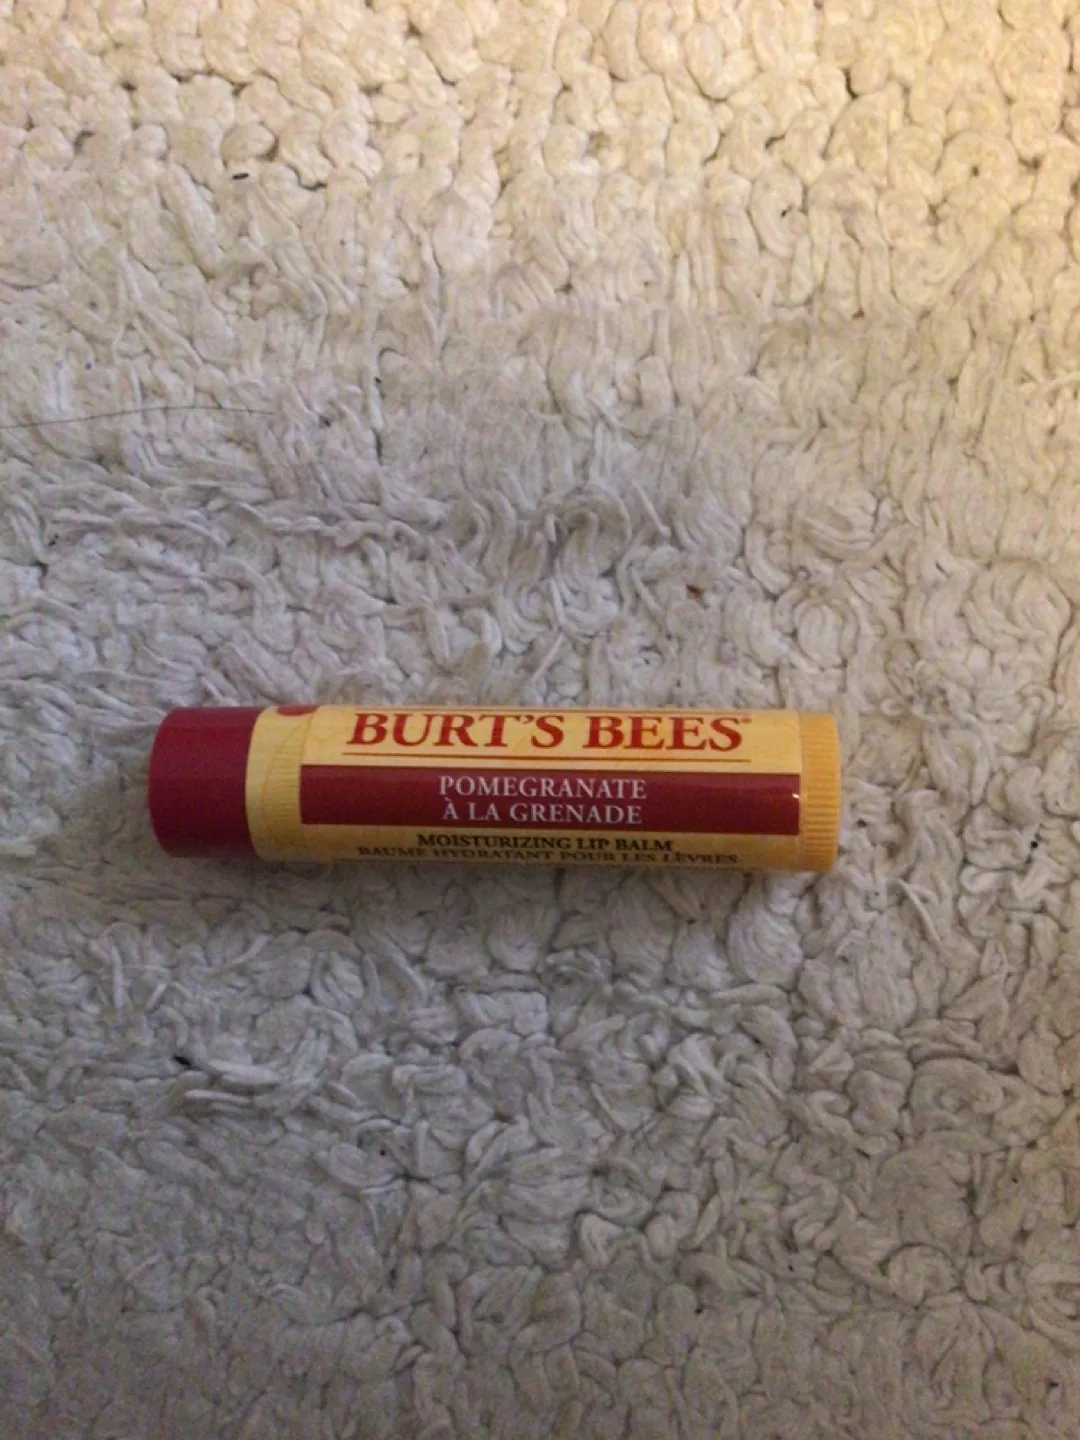 BURT'S BEES®
POMEGRANATE
À LA GRENADE
MOISTURIZING LIP BALM
BAUME HYDRATANT POUR LES LÈVRES